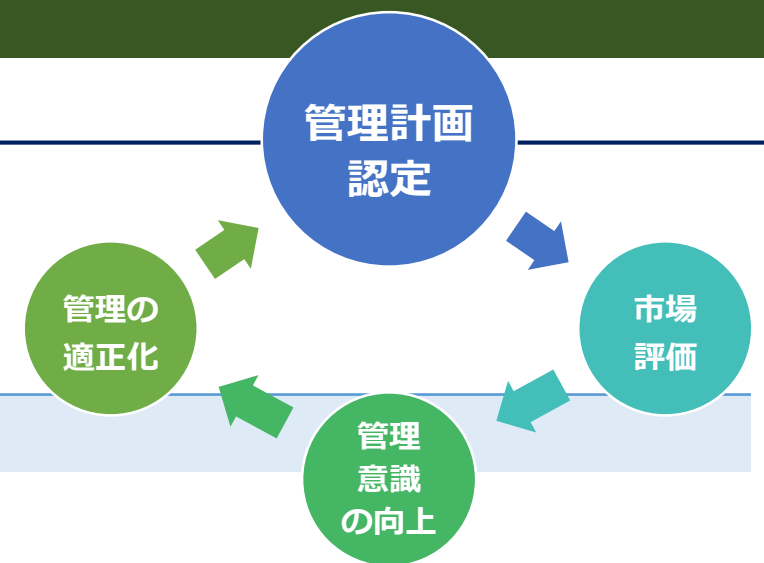 管理計画
認定
市場
評価
管理
意識
の向上
管理の
適正化